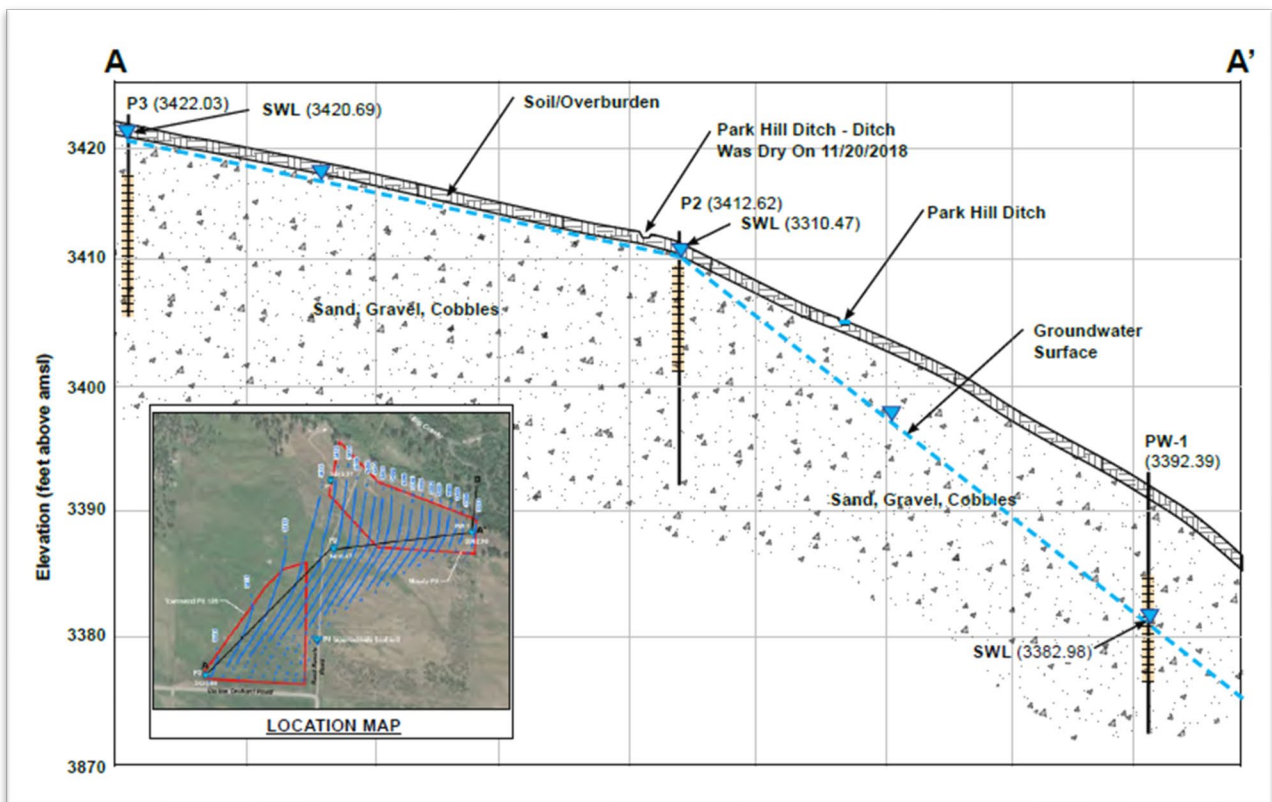 A
A'
P3 (3422.03)
SWL (3420.69)
Soil/Overburden
Park Hill Ditch - Ditch
Was Dry On 11/20/2018
P2 (3412.62)
SWL (3310.47)
Park Hill Ditch
3420
3410
Sand, Gravel, Cobbles
Groundwater
Surface
3400
Elevation (feet above amsl)
PW-1
(3392.39)
Sand, Gravel, Cobbles
3390
3380
SWL (3382.98)
A
A'
LOCATION MAP
3870